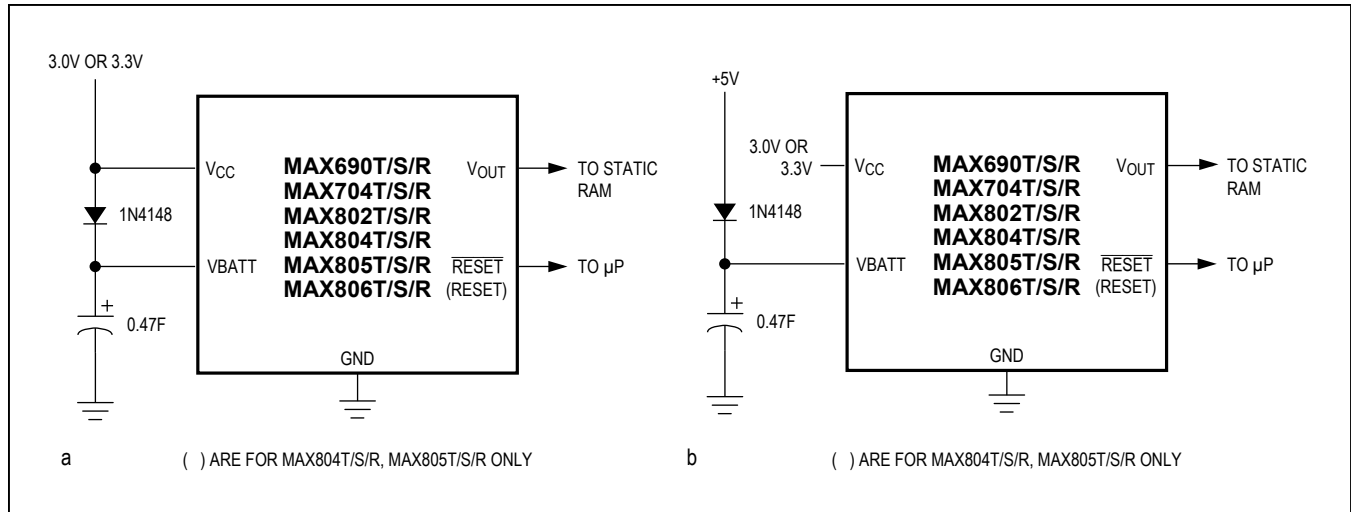 3.0V OR 3.3V
VCC
MAX690T/S/R
MAX704T/S/R
MAX802T/S/R
MAX804T/S/R
MAX805T/S/R
MAX806T/S/R
VOUT
TO STATIC
RAM
1N4148
VBATT
RESET
(RESET)
TO µP
+
0.47F
GND
a
( ) ARE FOR MAX804T/S/R, MAX805T/S/R ONLY
+5V
3.0V OR
3.3V
VCC
MAX690T/S/R
MAX704T/S/R
MAX802T/S/R
MAX804T/S/R
MAX805T/S/R
MAX806T/S/R
VOUT
TO STATIC
RAM
1N4148
VBATT
RESET
(RESET)
TO µP
+
0.47F
GND
b
( ) ARE FOR MAX804T/S/R, MAX805T/S/R ONLY